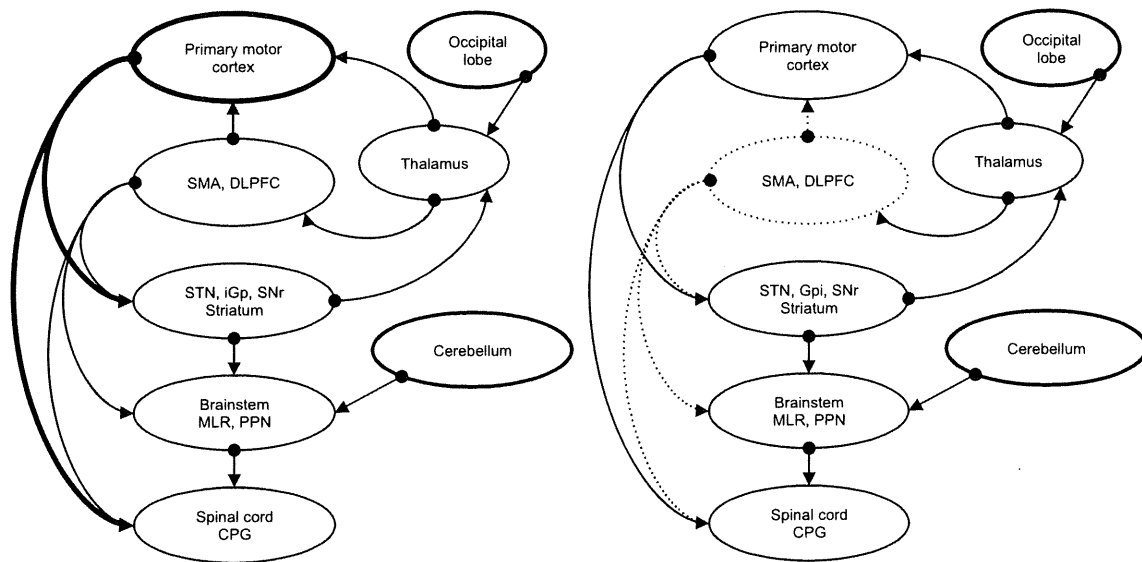 Primary motor
cortex
Occipital
lobe
Thalamus
SMA, DLPFC
STN, iGp, SNr
Striatum
Cerebellum
Brainstem
MLR, PPN
Spinal cord
CPG
Primary motor
cortex
Occipital
lobe
Thalamus
SMA, DLPFC
STN, Gpi, SNr
Striatum
Cerebellum
Brainstem
MLR, PPN
Spinal cord
CPG